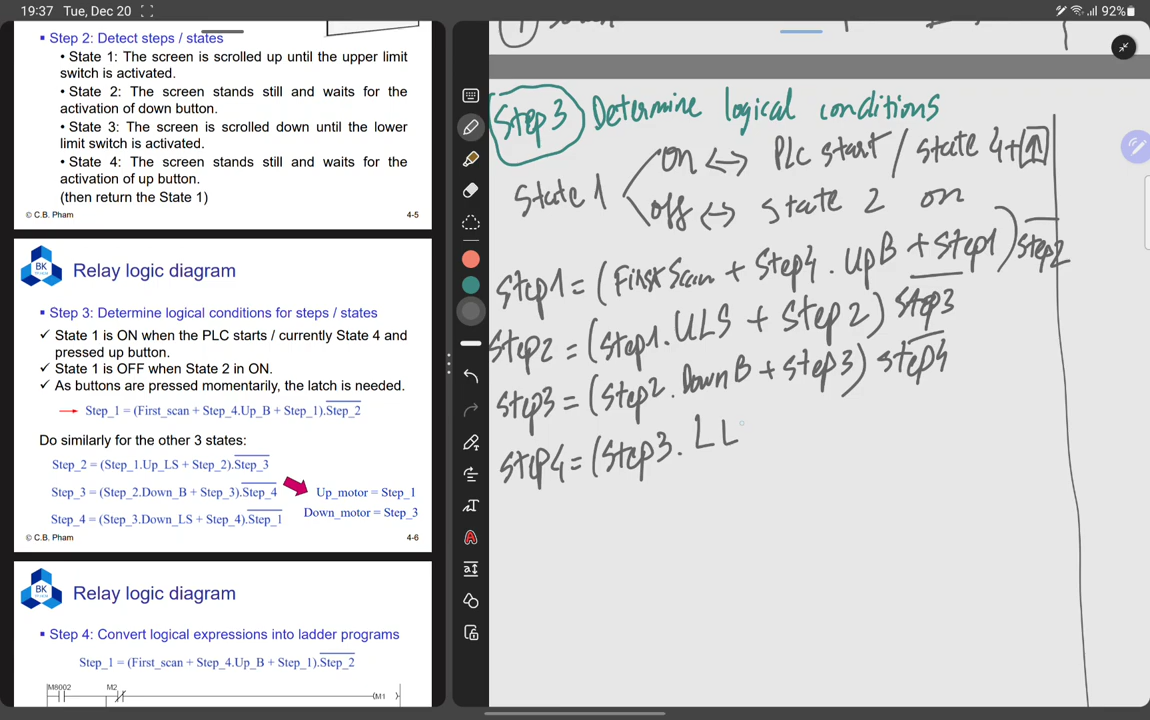 19:37 Tue, Dec 20
92%
▪ Step 2: Detect steps / states
• State 1: The screen is scrolled up until the upper limit
switch is activated.
• State 2: The screen stands still and waits for the
activation of down button.
• State 3: The screen is scrolled down until the lower
limit switch is activated.
• State 4: The screen stands still and waits for the
activation of up button.
(then return the State 1)
© C.B. Pham 4-5
BK
Relay logic diagram
▪ Step 3: Determine logical conditions for steps / states
✓ State 1 is ON when the PLC starts / currently State 4 and
pressed up button.
✓ State 1 is OFF when State 2 in ON.
✓ As buttons are pressed momentarily, the latch is needed.
→ Step_1 = (First_scan + Step_4.Up_B + Step_1).S̅t̅e̅p̅_̅2̅
Do similarly for the other 3 states:
Step_2 = (Step_1.Up_LS + Step_2).S̅t̅e̅p̅_̅3̅
Step_3 = (Step_2.Down_B + Step_3).S̅t̅e̅p̅_̅4̅
Up_motor = Step_1
Down_motor = Step_3
Step_4 = (Step_3.Down_LS + Step_4).S̅t̅e̅p̅_̅1̅
© C.B. Pham 4-6
BK
Relay logic diagram
▪ Step 4: Convert logical expressions into ladder programs
Step_1 = (First_scan + Step_4.Up_B + Step_1).S̅t̅e̅p̅_̅2̅
M8002 M2
(M1 )
Step 3 Determine logical conditions
State 1
on ⟺ PLC start / state 4 + ↑
off ⟺ state 2 on
Step1 = (First Scan + Step4 . UpB + Step1) S̅t̅e̅p̅2̅
Step2 = (Step1. ULS + Step2) S̅t̅e̅p̅3̅
Step3 = (Step2. DownB + Step3) S̅t̅e̅p̅4̅
Step4 = (Step3. LL